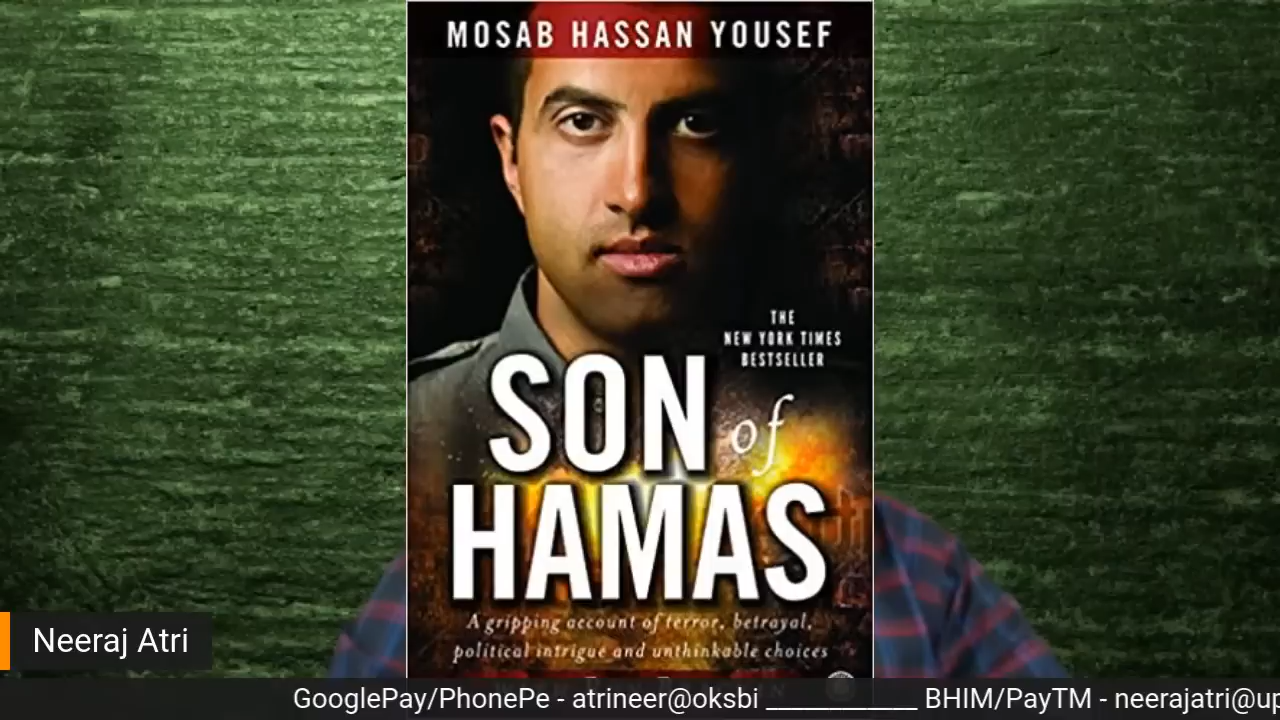 MOSAB HASSAN YOUSEF
THE
NEW YORK TIMES
BESTSELLER
SON of
HAMAS
A gripping account of terror, betrayal,
political intrigue and unthinkable choices
Neeraj Atri
GooglePay/PhonePe - atrineer@oksbi ____________ BHIM/PayTM - neerajatri@up